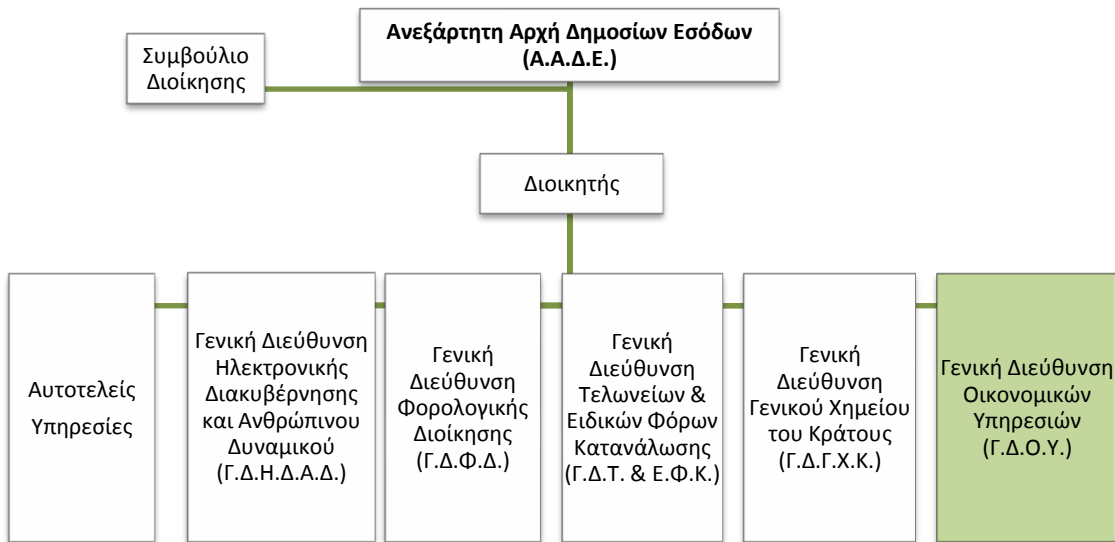 Ανεξάρτητη Αρχή Δημοσίων Εσόδων
(Α.Α.Δ.Ε.)
Συμβούλιο
Διοίκησης
Διοικητής
Αυτοτελείς
Υπηρεσίες
Γενική Διεύθυνση
Ηλεκτρονικής
Διακυβέρνησης
και Ανθρώπινου
Δυναμικού
(Γ.Δ.Η.Δ.Α.Δ.)
Γενική
Διεύθυνση
Φορολογικής
Διοίκησης
(Γ.Δ.Φ.Δ.)
Γενική
Διεύθυνση
Τελωνείων &
Ειδικών Φόρων
Κατανάλωσης
(Γ.Δ.Τ. & Ε.Φ.Κ.)
Γενική
Διεύθυνση
Γενικού Χημείου
του Κράτους
(Γ.Δ.Γ.Χ.Κ.)
Γενική Διεύθυνση
Οικονομικών
Υπηρεσιών
(Γ.Δ.Ο.Υ.)